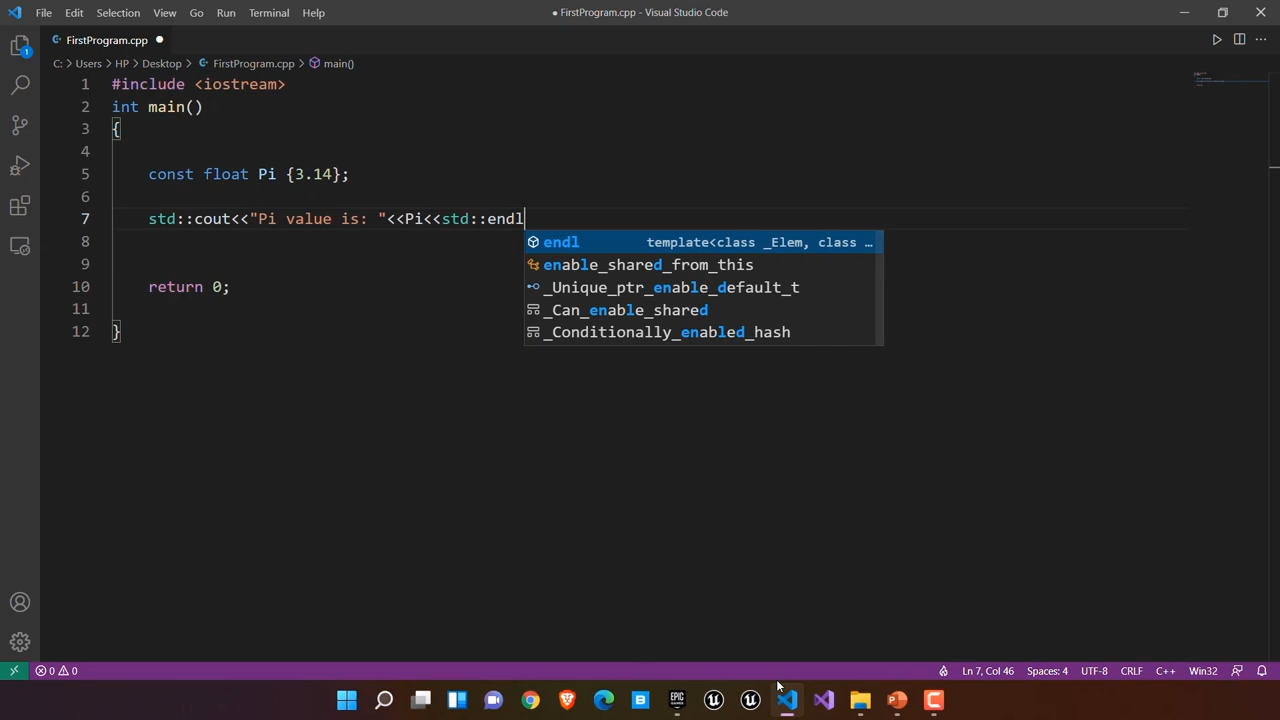 File Edit Selection View Go Run Terminal Help ● FirstProgram.cpp - Visual Studio Code
FirstProgram.cpp ●
C: > Users > HP > Desktop > FirstProgram.cpp > main()
1 #include <iostream>
2 int main()
3 {
4
5 const float Pi {3.14};
6
7 std::cout<<"Pi value is: "<<Pi<<std::endl
8
9
10 return 0;
11
12 }
endl template<class _Elem, class …
enable_shared_from_this
_Unique_ptr_enable_default_t
_Can_enable_shared
_Conditionally_enabled_hash
1
0 0 Ln 7, Col 46 Spaces: 4 UTF-8 CRLF C++ Win32
EPIC GAMES